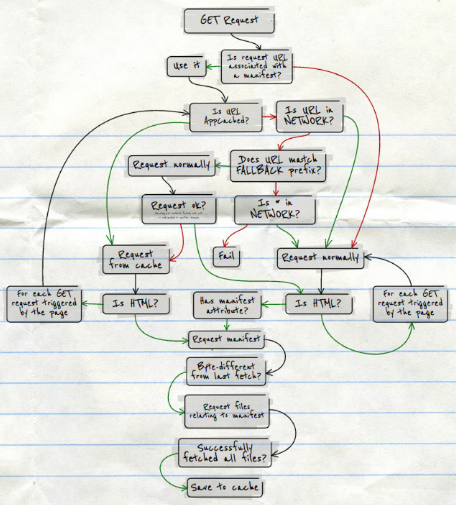 GET Request
Is request URL
associated with
a manifest?
Use it
Is URL
AppCached?
Is URL in
NETWORK?
Request normally
Does URL match
FALLBACK prefix?
Request ok?
Is * in
NETWORK?
Request
from cache
Fail
Request normally
For each GET
request triggered
by the page
Is HTML?
Has manifest
attribute?
Is HTML?
For each GET
request triggered
by the page
Request manifest
Byte-different
from last fetch?
Request files
relating to manifest
Successfully
fetched all files?
Save to cache